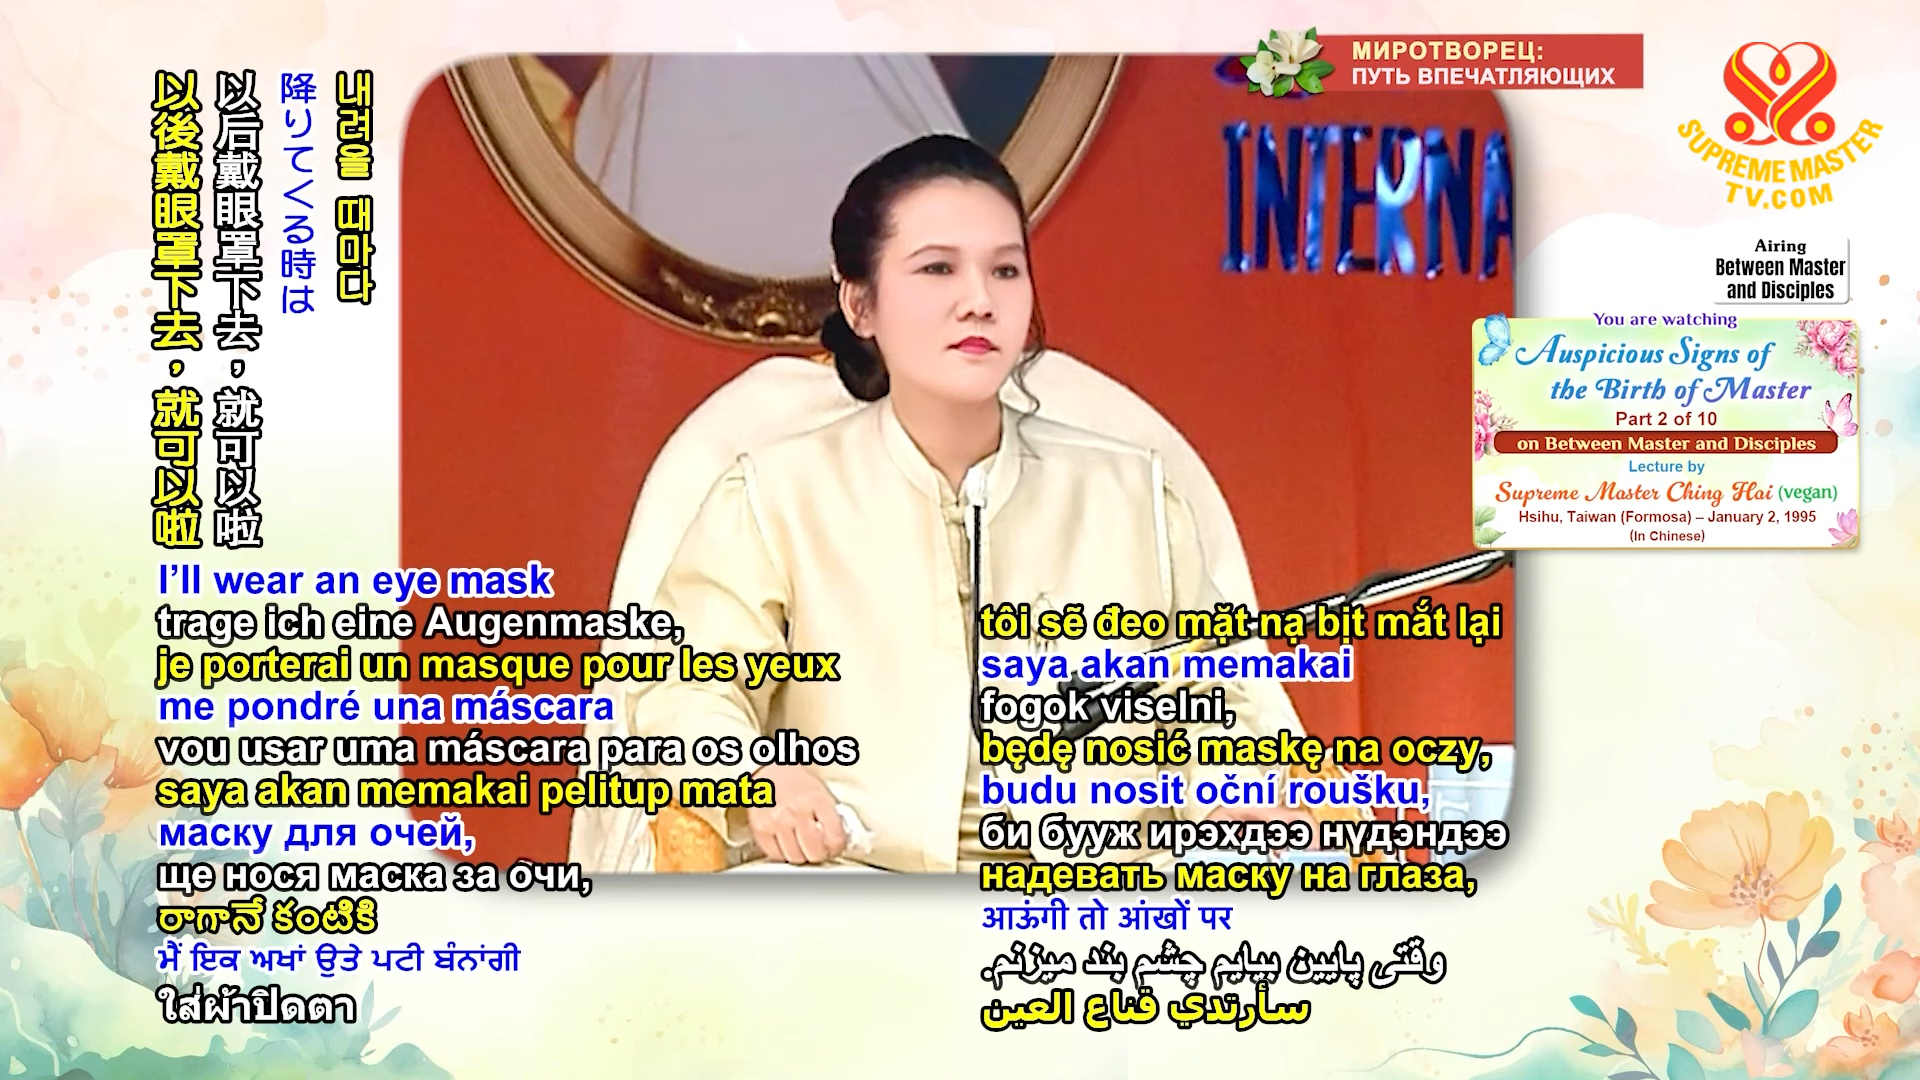 МИРОТВОРЕЦ:
ПУТЬ ВПЕЧАТЛЯЮЩИХ
SUPREME MASTER
TV.COM
INTERNA
Airing
Between Master
and Disciples
You are watching
Auspicious Signs of
the Birth of Master
Part 2 of 10
on Between Master and Disciples
Lecture by
Supreme Master Ching Hai (vegan)
Hsihu, Taiwan (Formosa) – January 2, 1995
(In Chinese)
내려올 때마다
降りてくる時は
以后戴眼罩下去，就可以啦
以後戴眼罩下去，就可以啦
I’ll wear an eye mask
trage ich eine Augenmaske,
je porterai un masque pour les yeux
me pondré una máscara
vou usar uma máscara para os olhos
saya akan memakai pelitup mata
маску для очей,
ще нося маска за очи,
రాగానే కంటికి
ਮੈਂ ਇਕ ਅਖਾਂ ਉਤੇ ਪਟੀ ਬੰਨਾਂਗੀ
ใส่ผ้าปิดตา
tôi sẽ đeo mặt nạ bịt mắt lại
saya akan memakai
fogok viselni,
będę nosić maskę na oczy,
budu nosit oční roušku,
би бууж ирэхдээ нүдэндээ
надевать маску на глаза,
आऊंगी तो आंखों पर
وقتی پایین بیایم چشم بند میزنم.
سأرتدي قناع العين